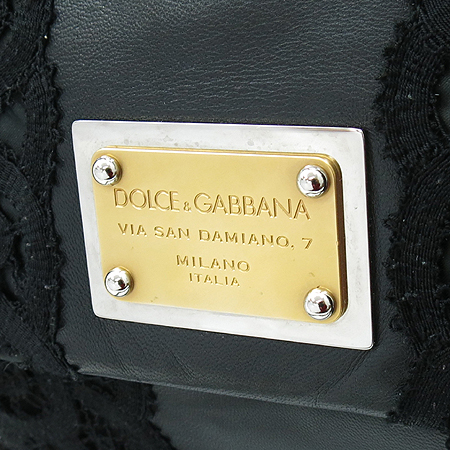 DOLCE & GABBANA
VIA SAN DAMIANO, 7
MILANO
ITALIA